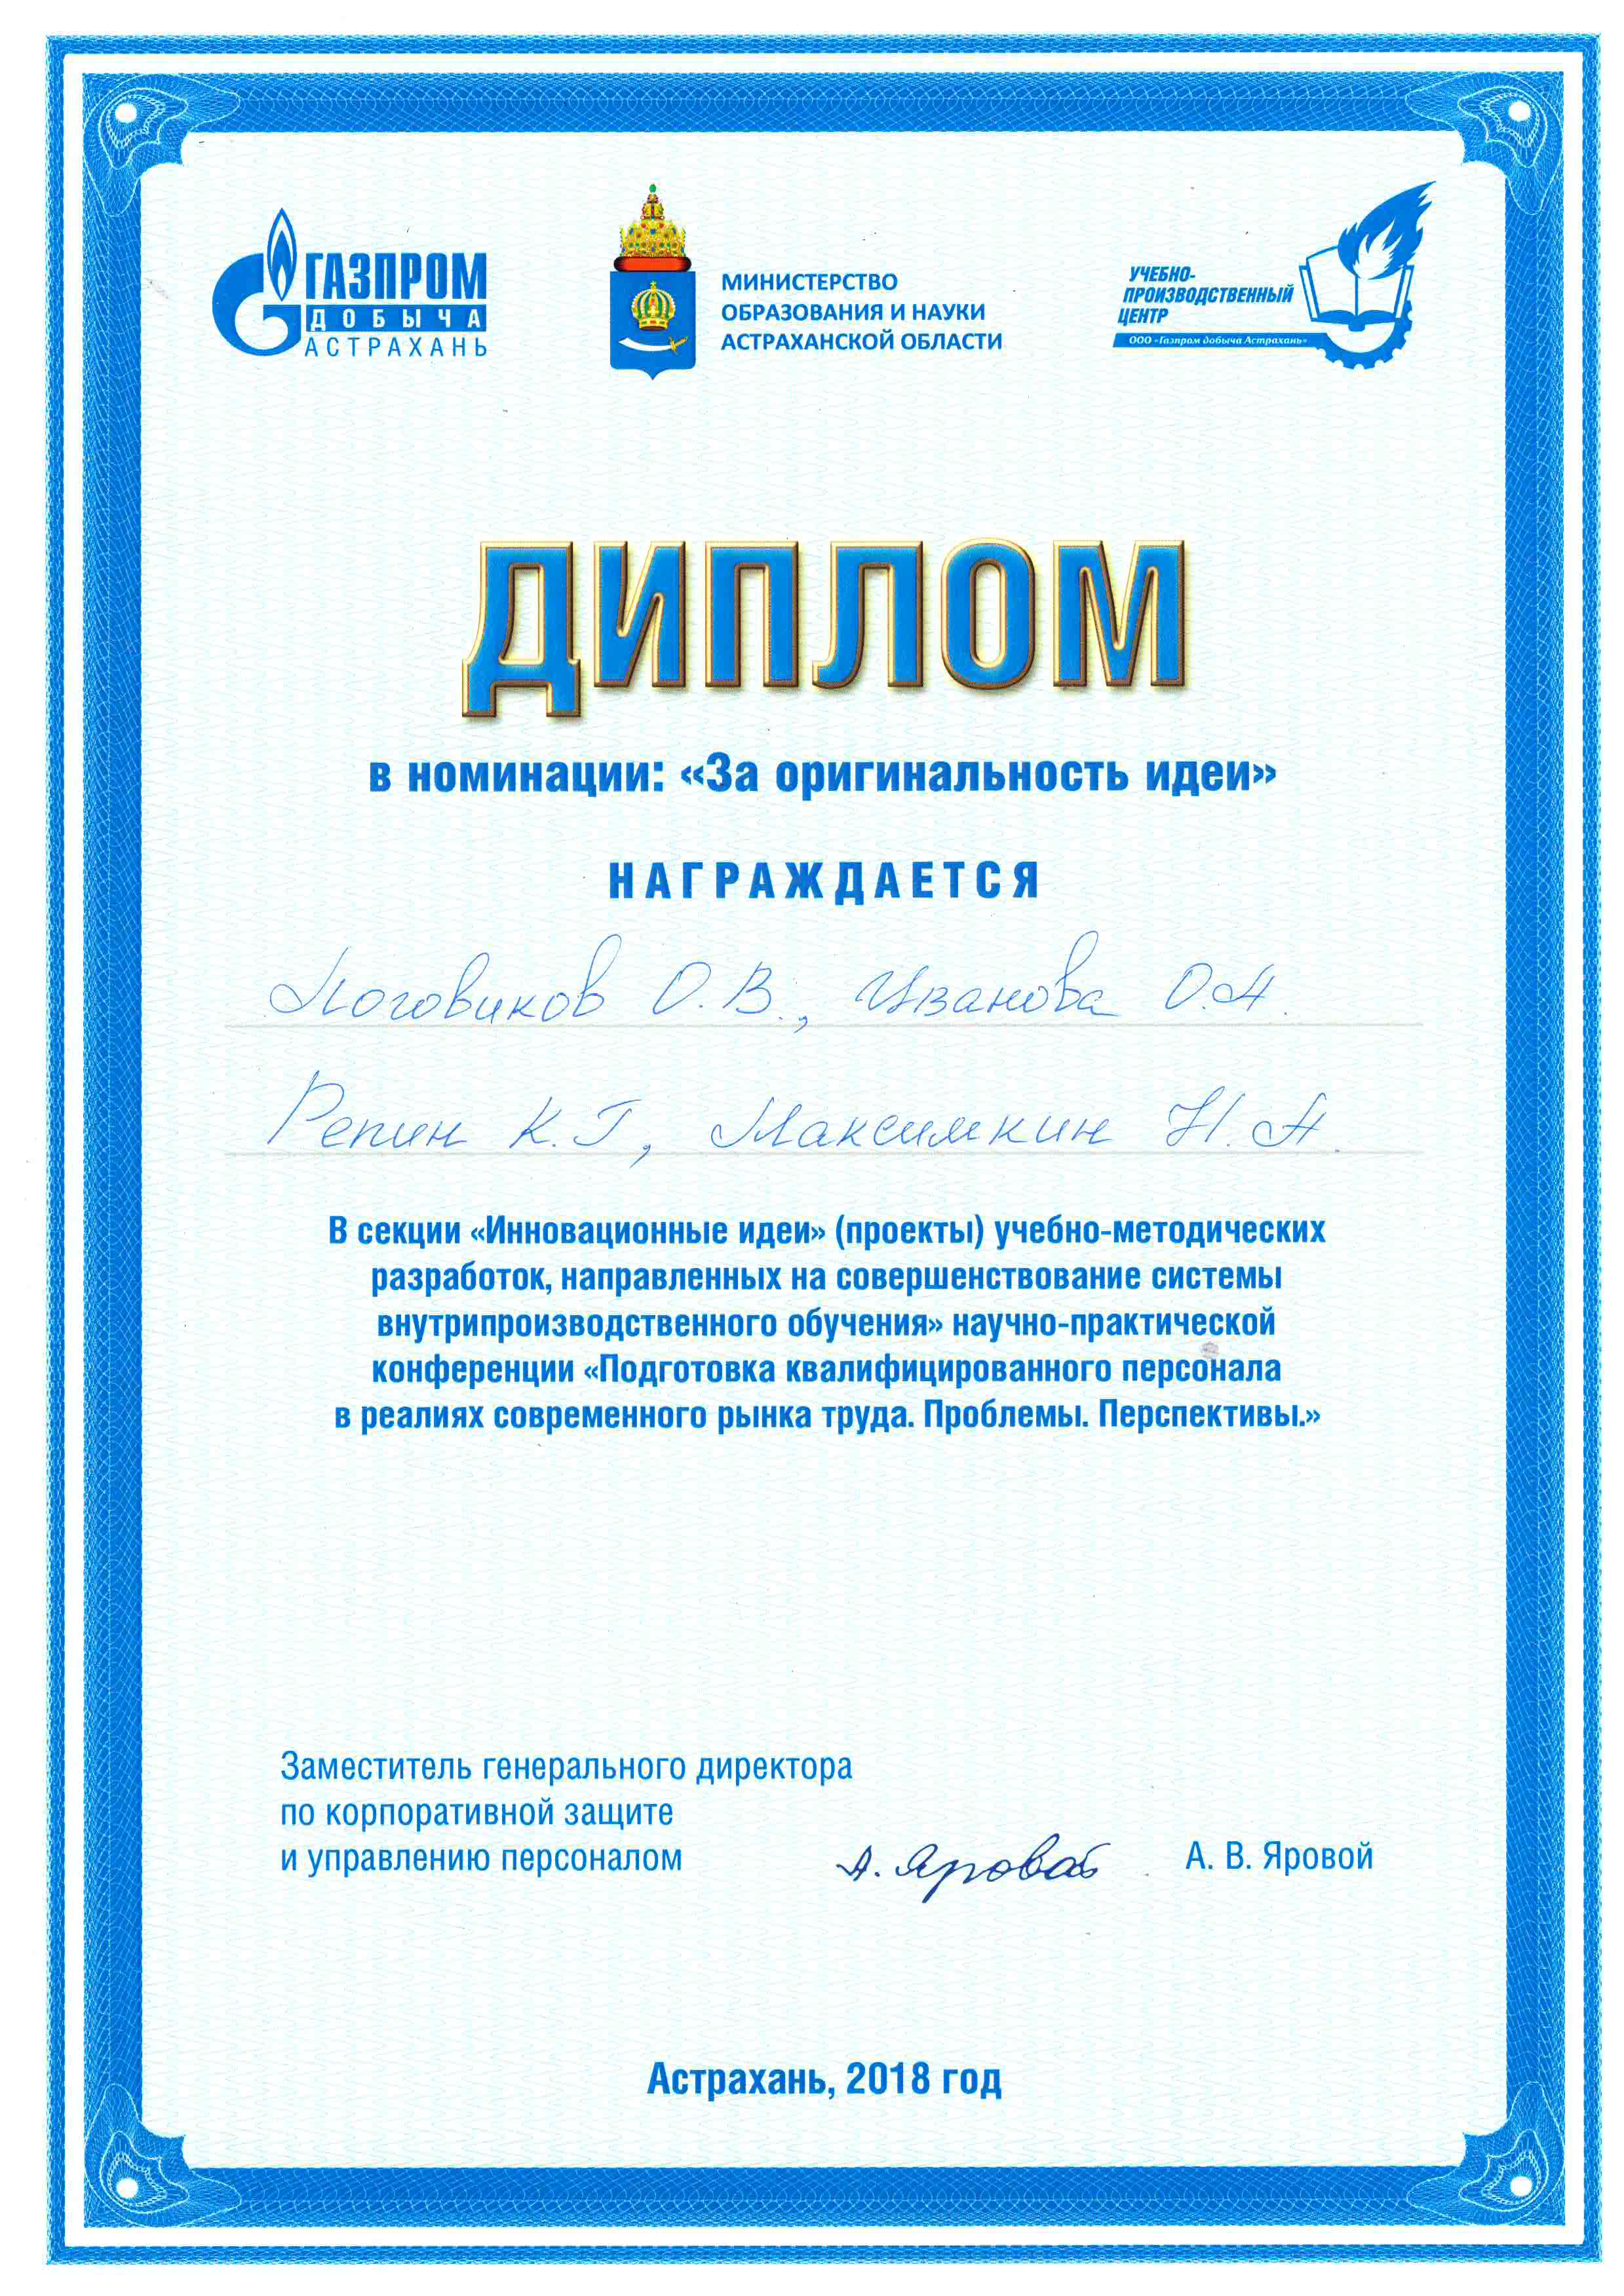 ГАЗПРОМ
ДОБЫЧА
АСТРАХАНЬ
МИНИСТЕРСТВО
ОБРАЗОВАНИЯ И НАУКИ
АСТРАХАНСКОЙ ОБЛАСТИ
УЧЕБНО-
ПРОИЗВОДСТВЕННЫЙ
ЦЕНТР
ООО «Газпром добыча Астрахань»
ДИПЛОМ
в номинации: «За оригинальность идеи»
НАГРАЖДАЕТСЯ
Логовиков О.В., Иванова О.А.
Репин К.Г, Максимкин Н.А.
В секции «Инновационные идеи» (проекты) учебно-методических
разработок, направленных на совершенствование системы
внутрипроизводственного обучения» научно-практической
конференции «Подготовка квалифицированного персонала
в реалиях современного рынка труда. Проблемы. Перспективы.»
Заместитель генерального директора
по корпоративной защите
и управлению персоналом
А. Яровой
А. В. Яровой
Астрахань, 2018 год